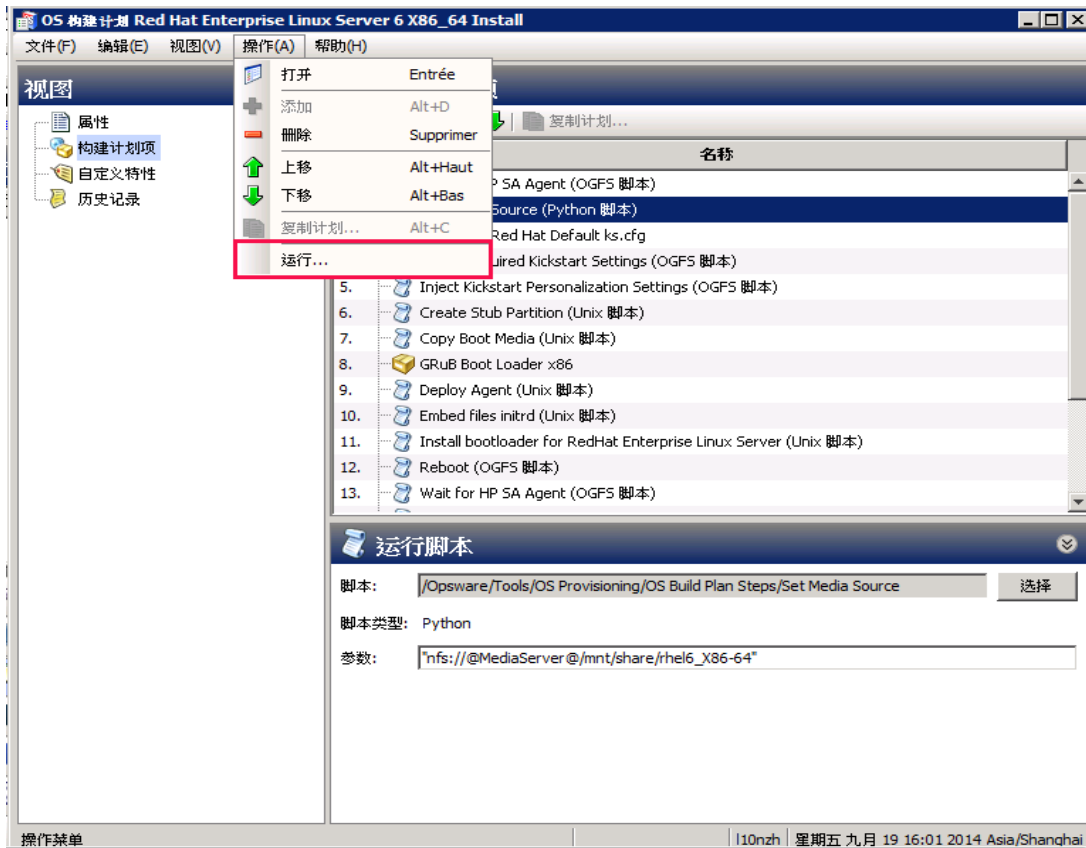 OS 构建计划 Red Hat Enterprise Linux Server 6 X86_64 Install
文件(F) 编辑(E) 视图(V) 操作(A) 帮助(H)
视图
属性
构建计划项
自定义特性
历史记录
打开 Entrée
添加 Alt+D
删除 Supprimer
上移 Alt+Haut
下移 Alt+Bas
复制计划... Alt+C
运行...
复制计划...
名称
SA Agent (OGFS 脚本)
Source (Python 脚本)
Red Hat Default ks.cfg
Kickstart Settings (OGFS 脚本)
5. Inject Kickstart Personalization Settings (OGFS 脚本)
6. Create Stub Partition (Unix 脚本)
7. Copy Boot Media (Unix 脚本)
8. GRuB Boot Loader x86
9. Deploy Agent (Unix 脚本)
10. Embed files initrd (Unix 脚本)
11. Install bootloader for RedHat Enterprise Linux Server (Unix 脚本)
12. Reboot (OGFS 脚本)
13. Wait for HP SA Agent (OGFS 脚本)
运行脚本
脚本: /Opsware/Tools/OS Provisioning/OS Build Plan Steps/Set Media Source 选择
脚本类型: Python
参数: "nfs://@MediaServer@/mnt/share/rhel6_X86-64"
操作菜单 l10nzh 星期五 九月 19 16:01 2014 Asia/Shanghai